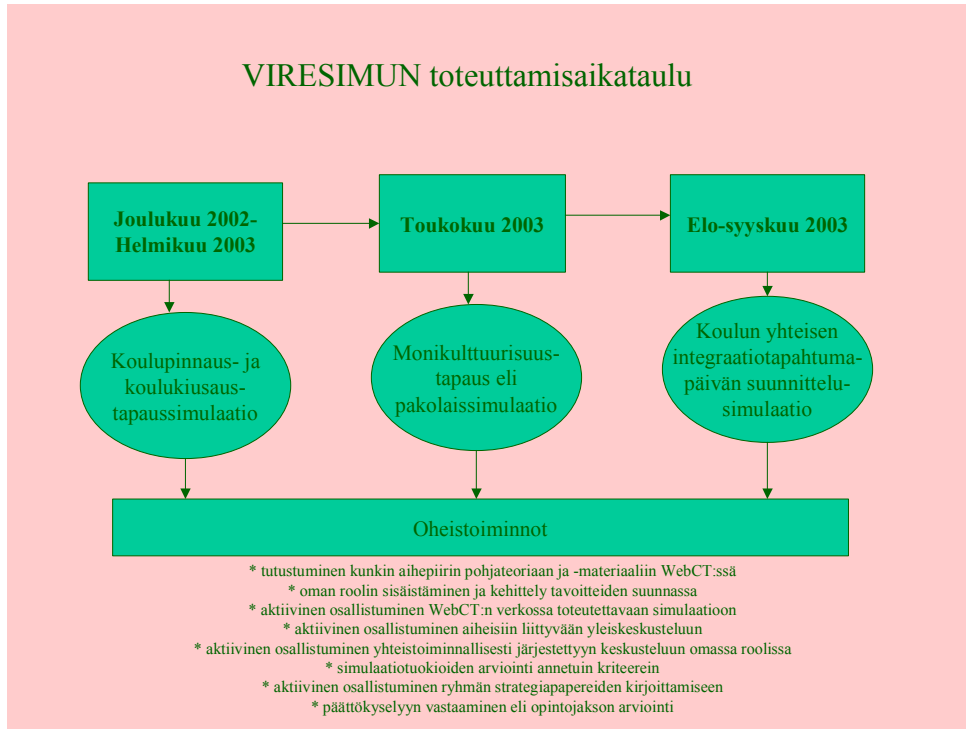 VIRESIMUN toteuttamisaikataulu
Joulukuu 2002-
Helmikuu 2003
Toukokuu 2003
Elo-syyskuu 2003
Koulupinnaus- ja
koulukiusaus-
tapaussimulaatio
Monikulttuurisuus-
tapaus eli
pakolaissimulaatio
Koulun yhteisen
integraatiotapahtuma-
päivän suunnittelu-
simulaatio
Oheistoiminnot
* tutustuminen kunkin aihepiirin pohjateoriaan ja -materiaaliin WebCT:ssä
* oman roolin sisäistäminen ja kehittely tavoitteiden suunnassa
* aktiivinen osallistuminen WebCT:n verkossa toteutettavaan simulaatioon
* aktiivinen osallistuminen aiheisiin liittyvään yleiskeskusteluun
* aktiivinen osallistuminen yhteistoiminnallisesti järjestettyyn keskusteluun omassa roolissa
* simulaatiotuokioiden arviointi annetuin kriteerein
* aktiivinen osallistuminen ryhmän strategiapapereiden kirjoittamiseen
* päättökyselyyn vastaaminen eli opintojakson arviointi